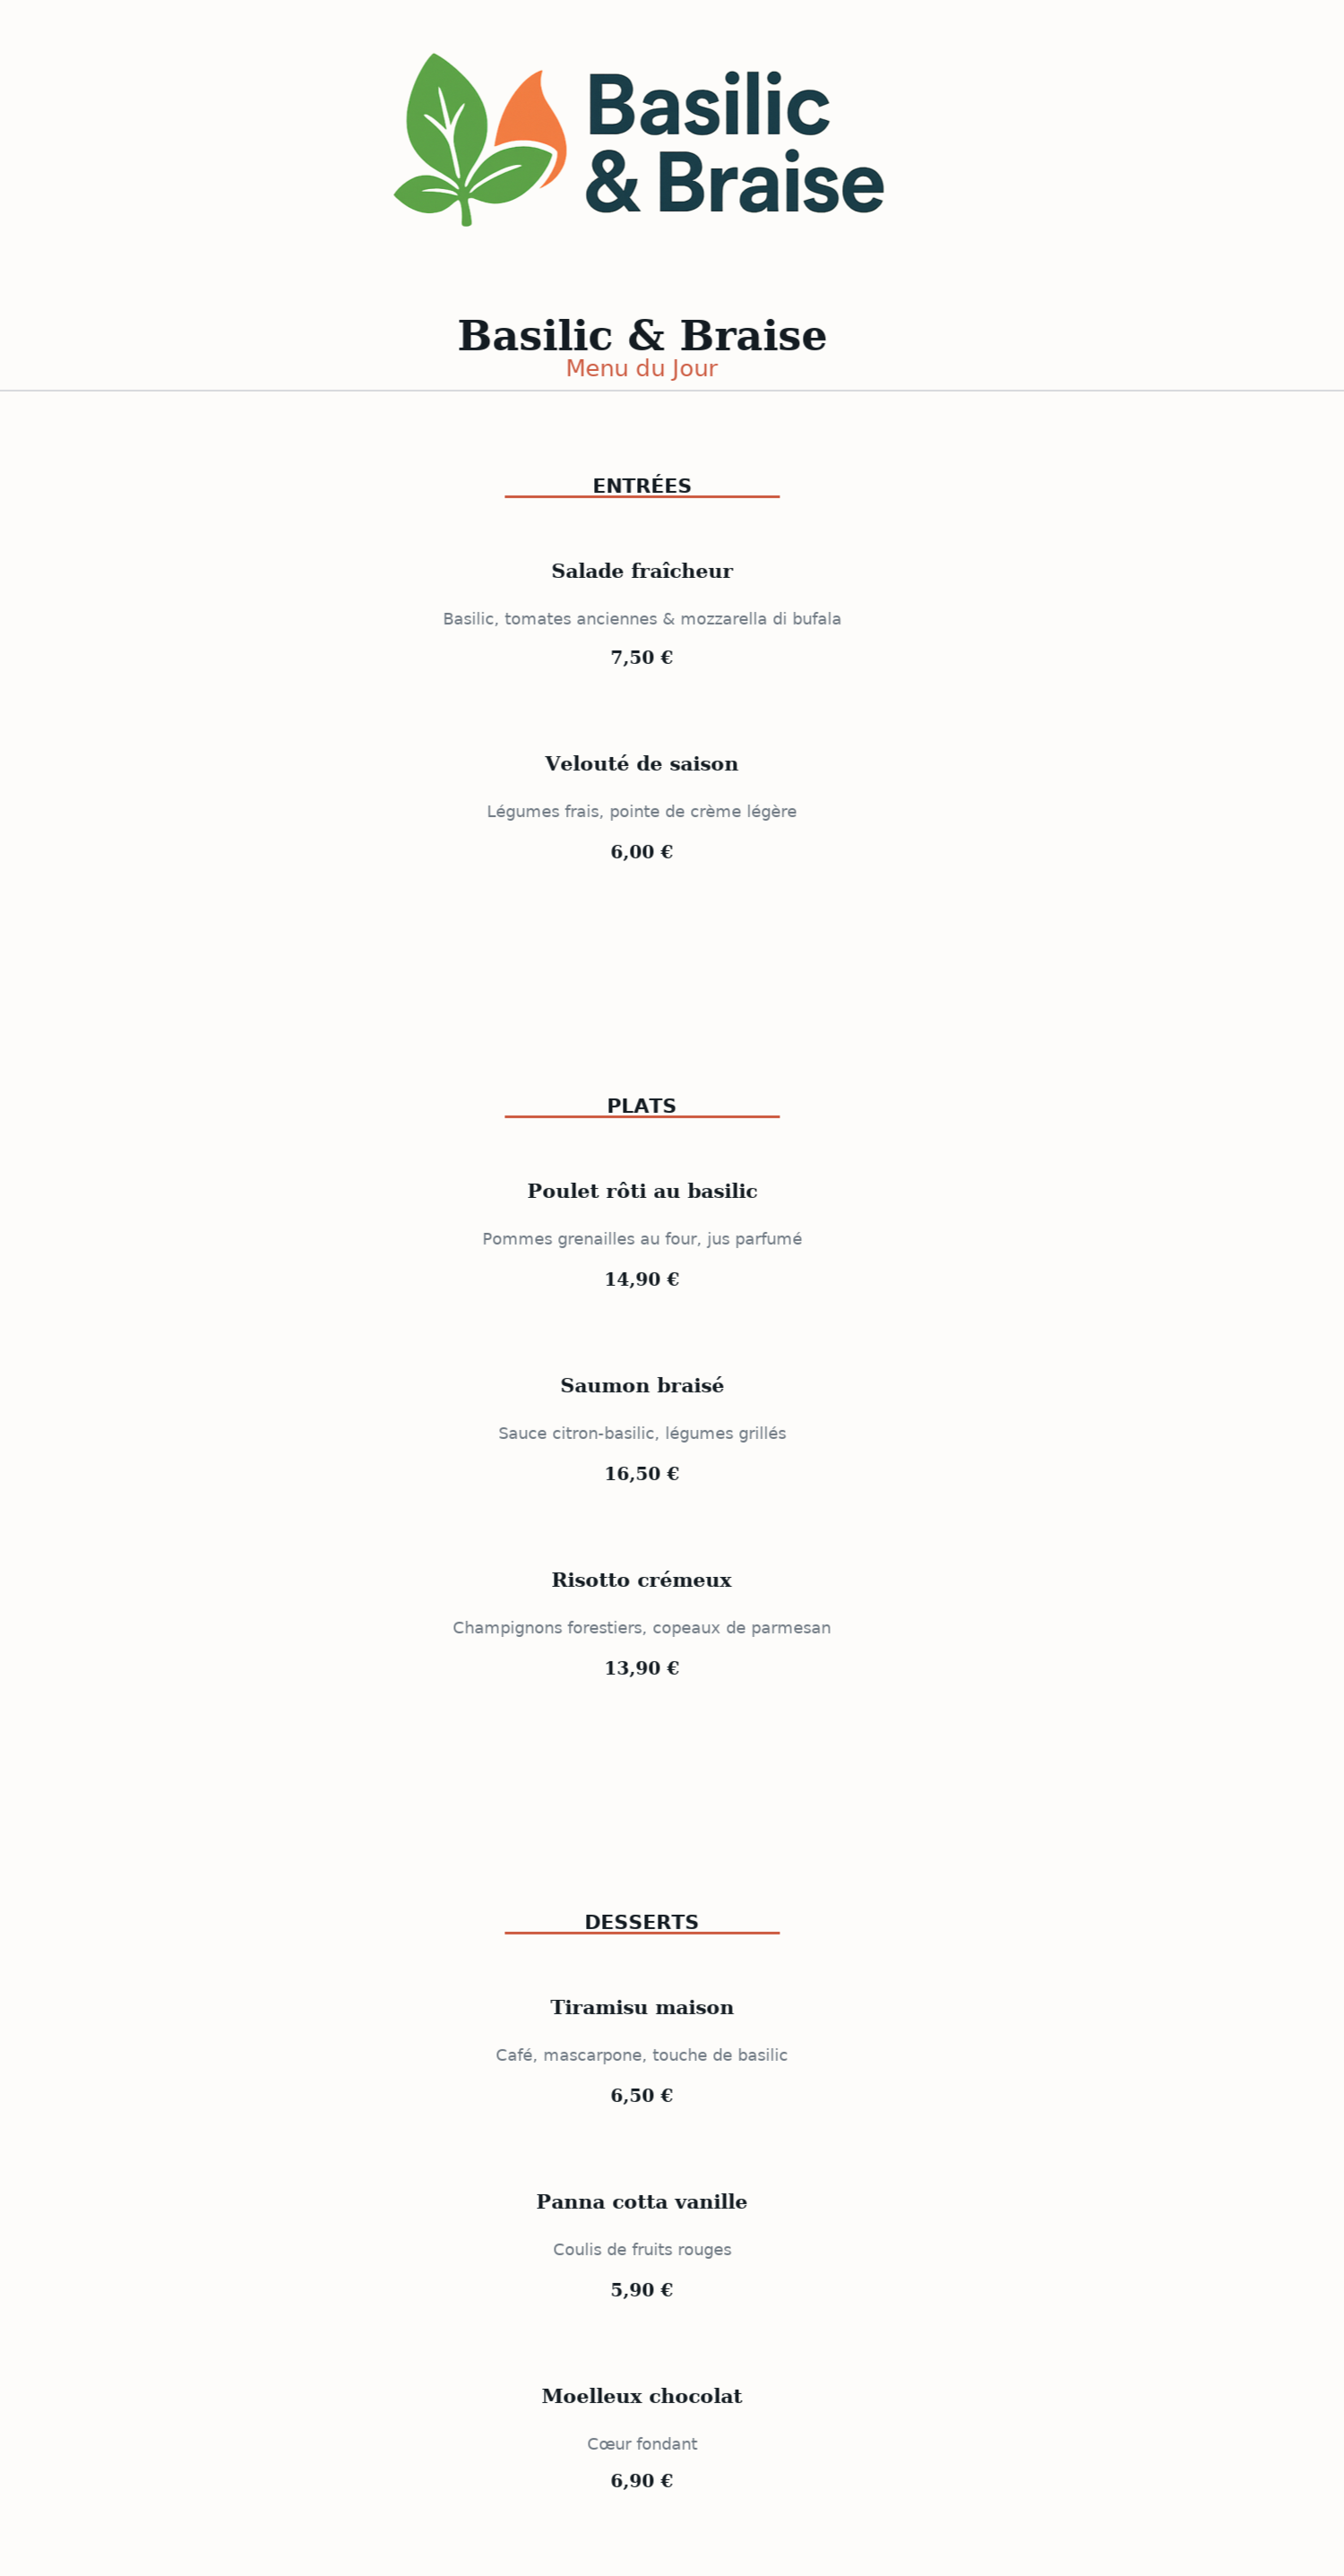 Basilic
& Braise
Basilic & Braise
Menu du Jour
ENTRÉES
Salade fraîcheur
Basilic, tomates anciennes & mozzarella di bufala
7,50 €
Velouté de saison
Légumes frais, pointe de crème légère
6,00 €
PLATS
Poulet rôti au basilic
Pommes grenailles au four, jus parfumé
14,90 €
Saumon braisé
Sauce citron-basilic, légumes grillés
16,50 €
Risotto crémeux
Champignons forestiers, copeaux de parmesan
13,90 €
DESSERTS
Tiramisu maison
Café, mascarpone, touche de basilic
6,50 €
Panna cotta vanille
Coulis de fruits rouges
5,90 €
Moelleux chocolat
Cœur fondant
6,90 €